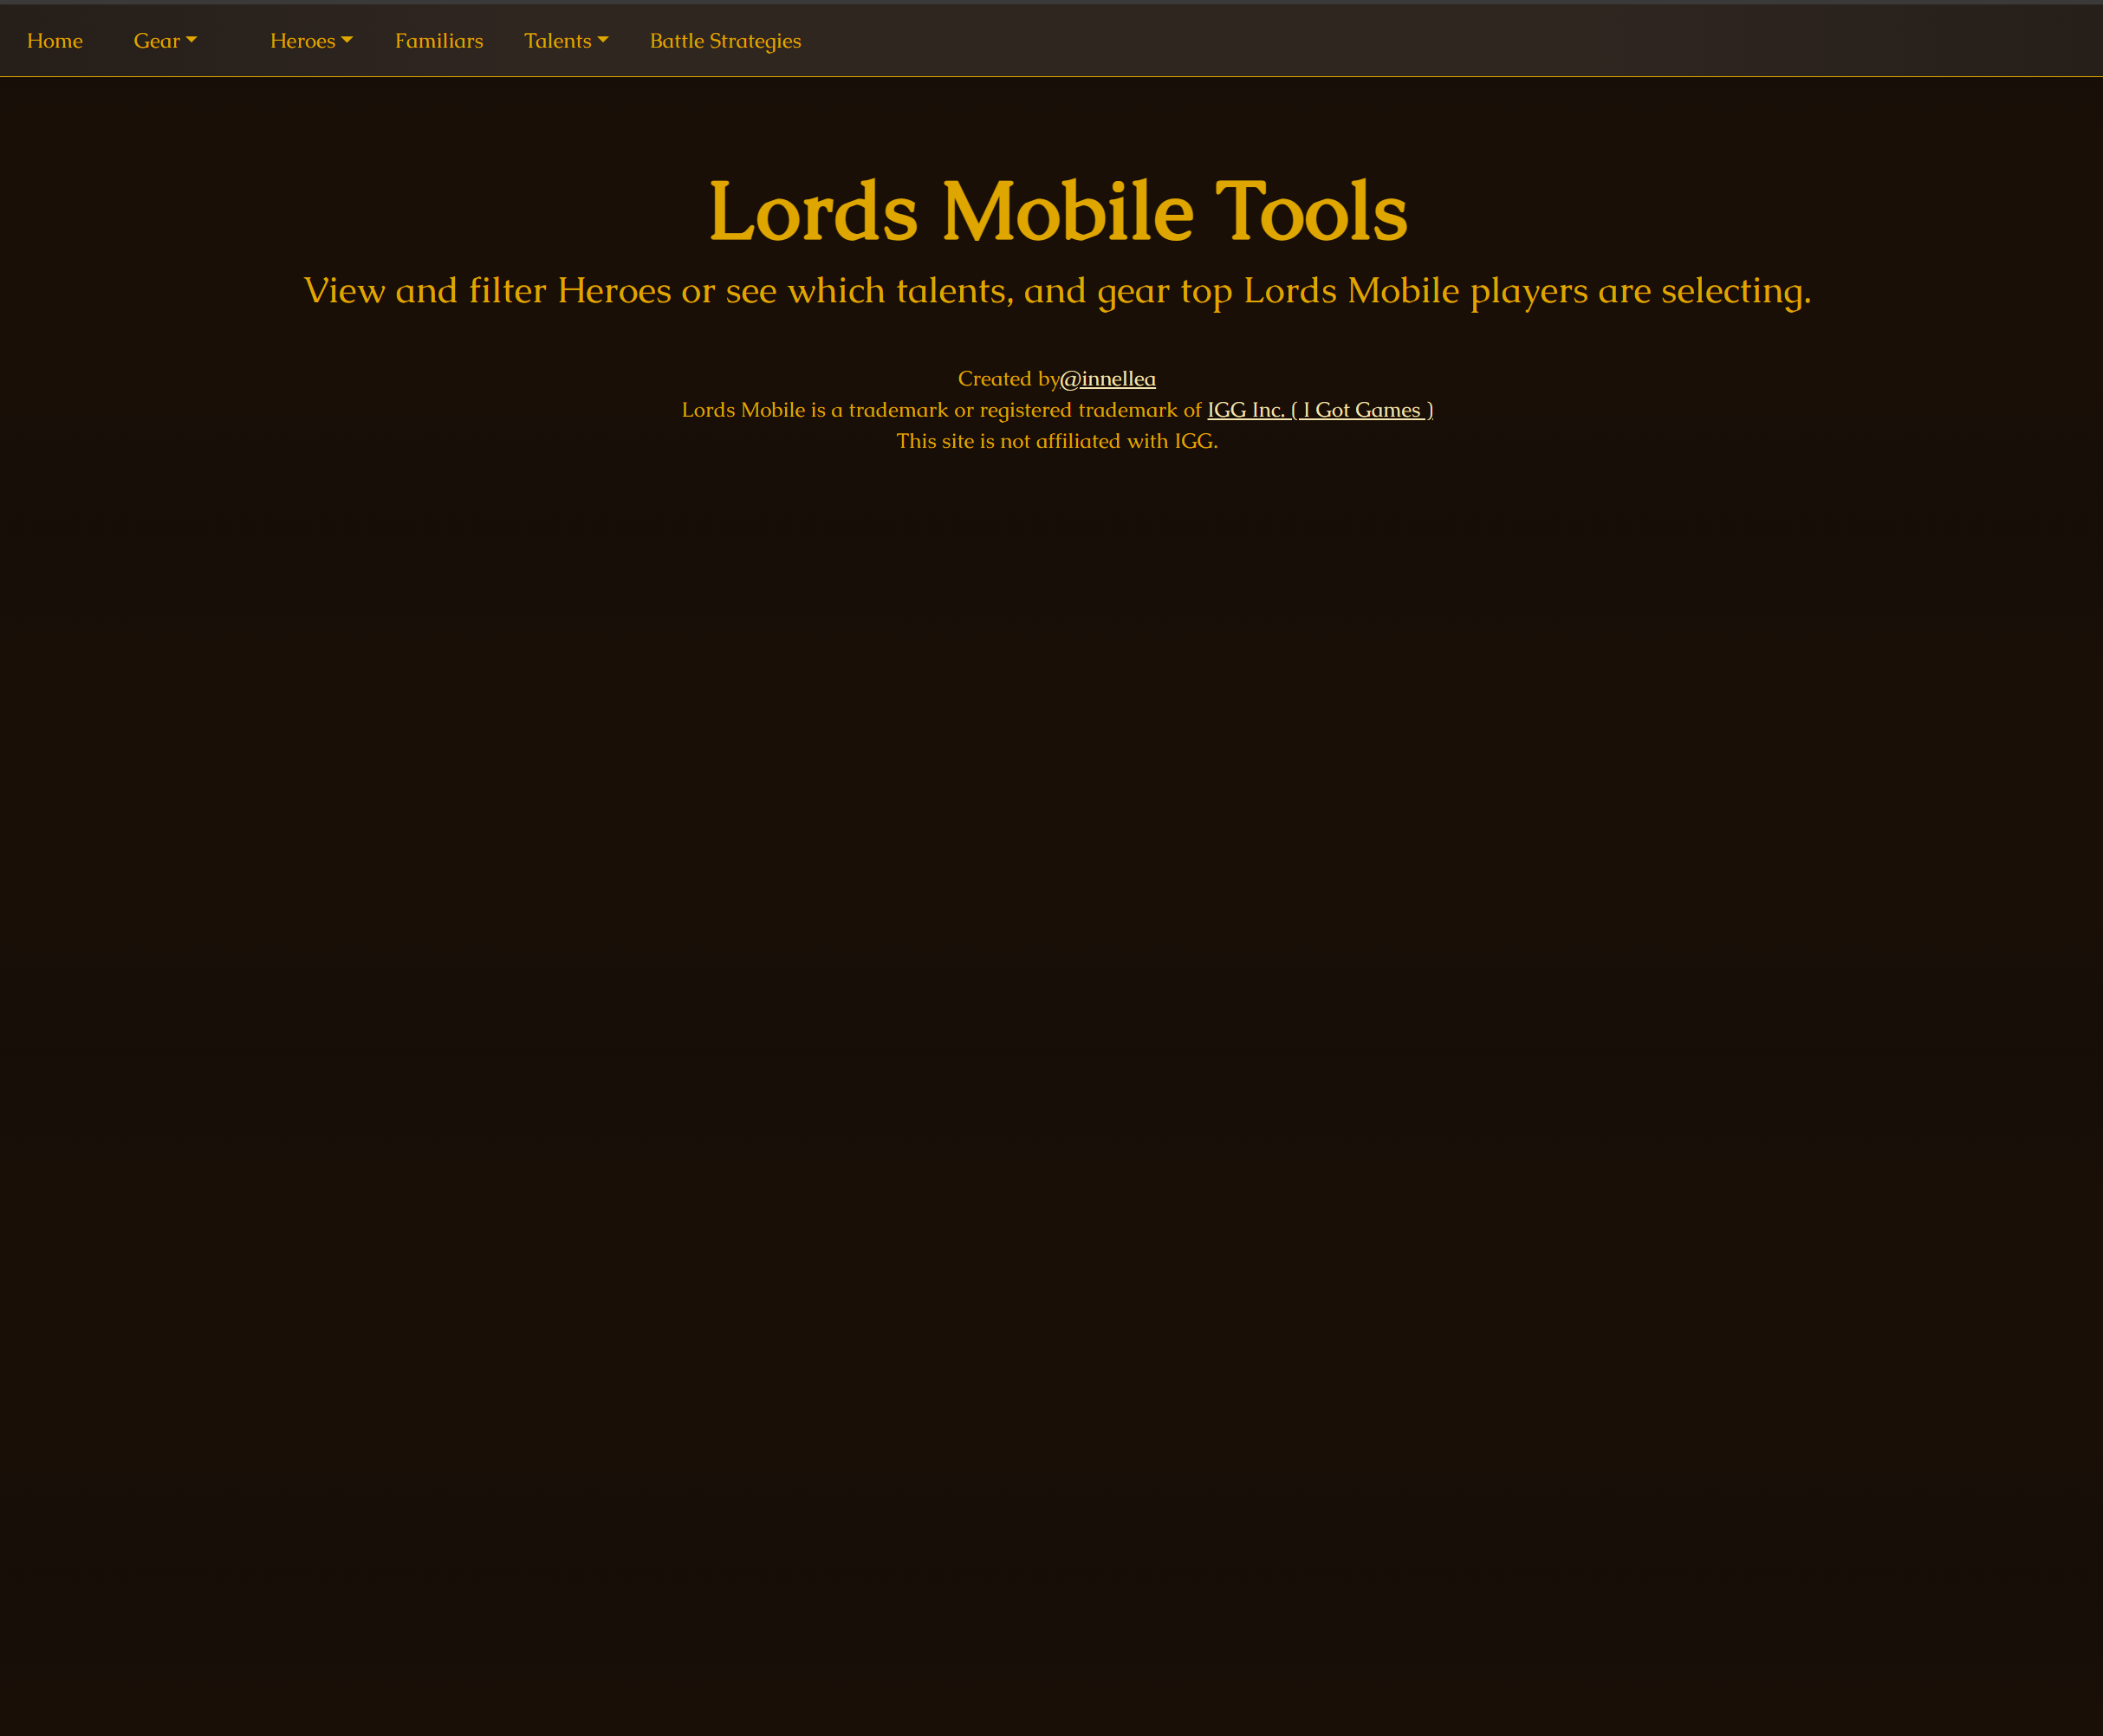 Home Gear Heroes Familiars Talents Battle Strategies
Lords Mobile Tools
View and filter Heroes or see which talents, and gear top Lords Mobile players are selecting.
Created by@innellea
Lords Mobile is a trademark or registered trademark of IGG Inc. ( I Got Games )
This site is not affiliated with IGG.